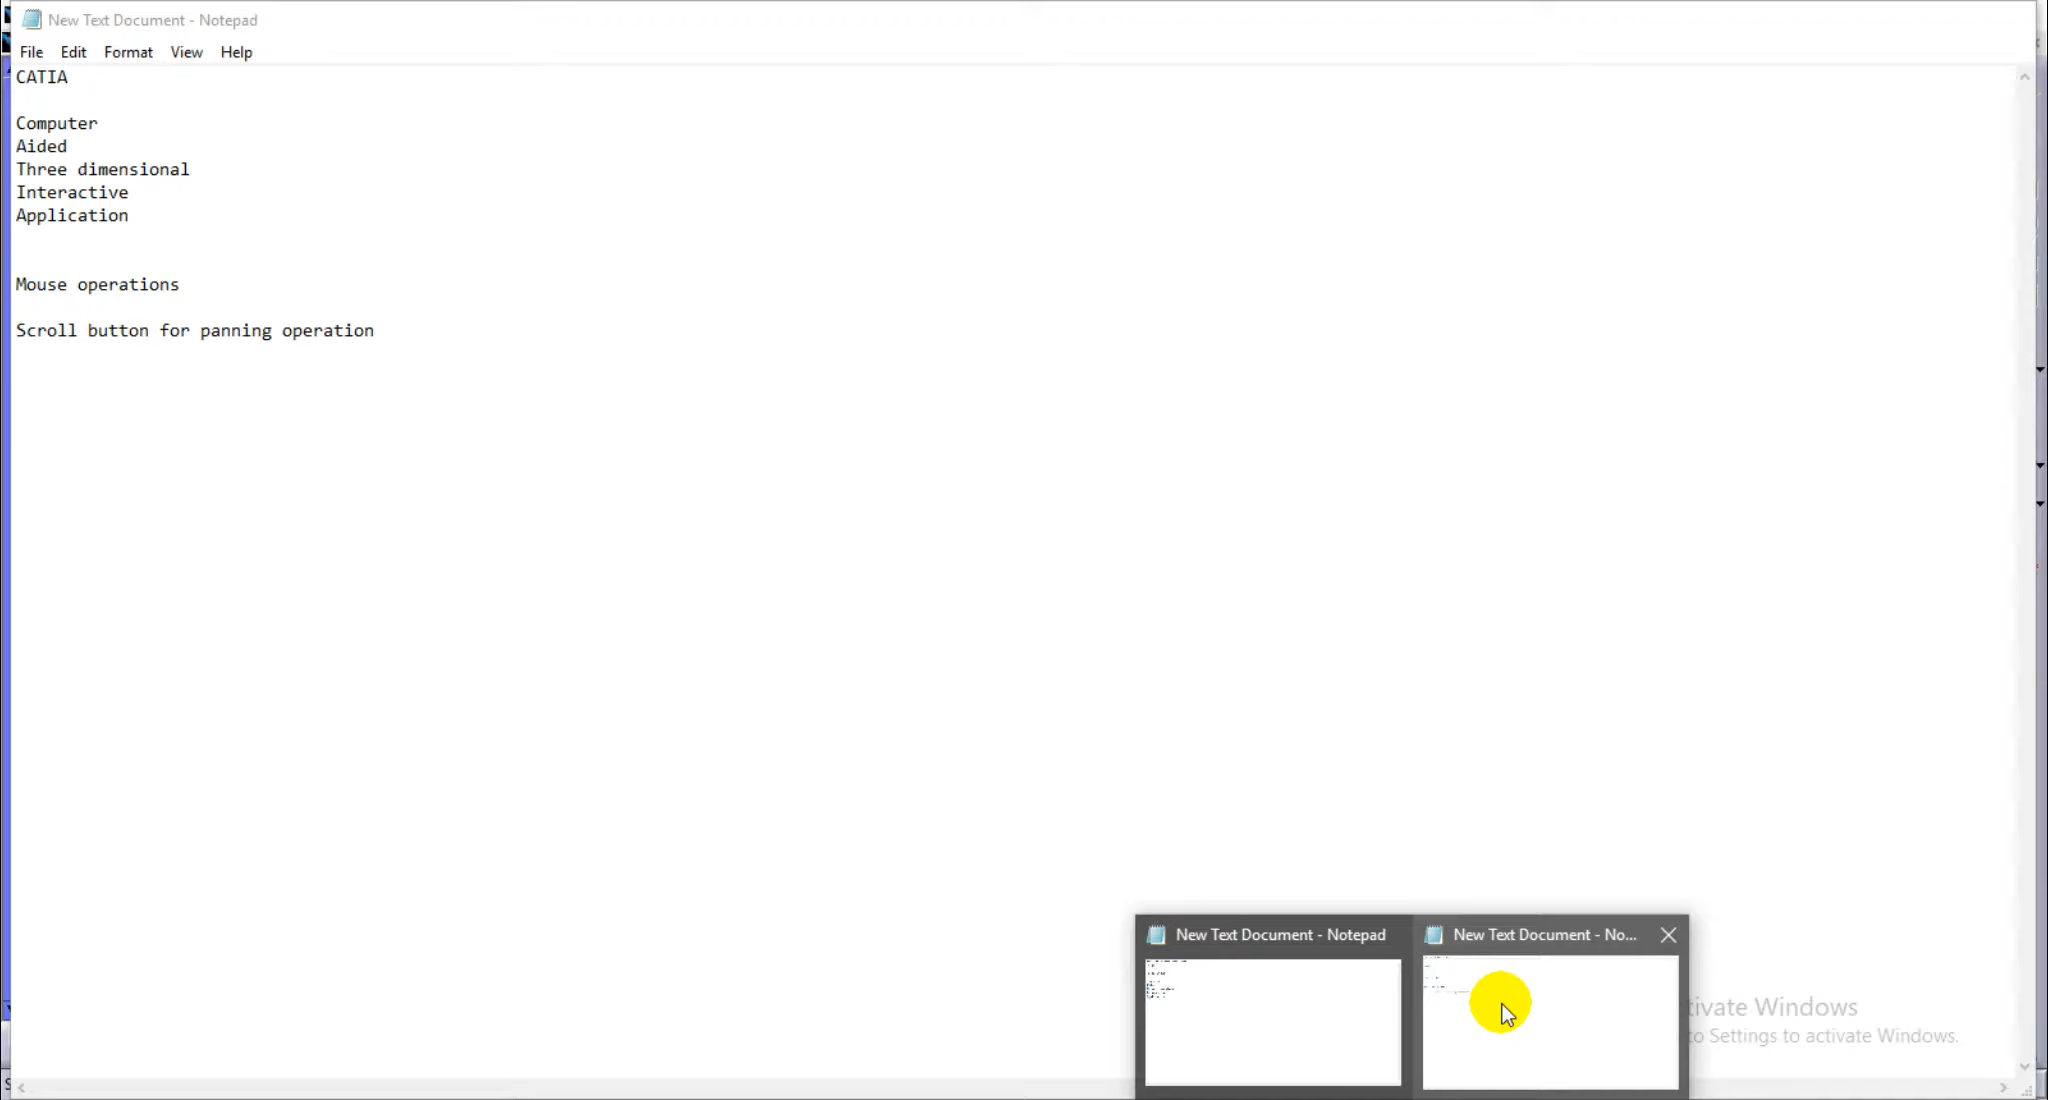 New Text Document - Notepad
File Edit Format View Help
CATIA
Computer
Aided
Three dimensional
Interactive
Application
Mouse operations
Scroll button for panning operation
New Text Document - Notepad
New Text Document - No...
tivate Windows
to Settings to activate Windows.